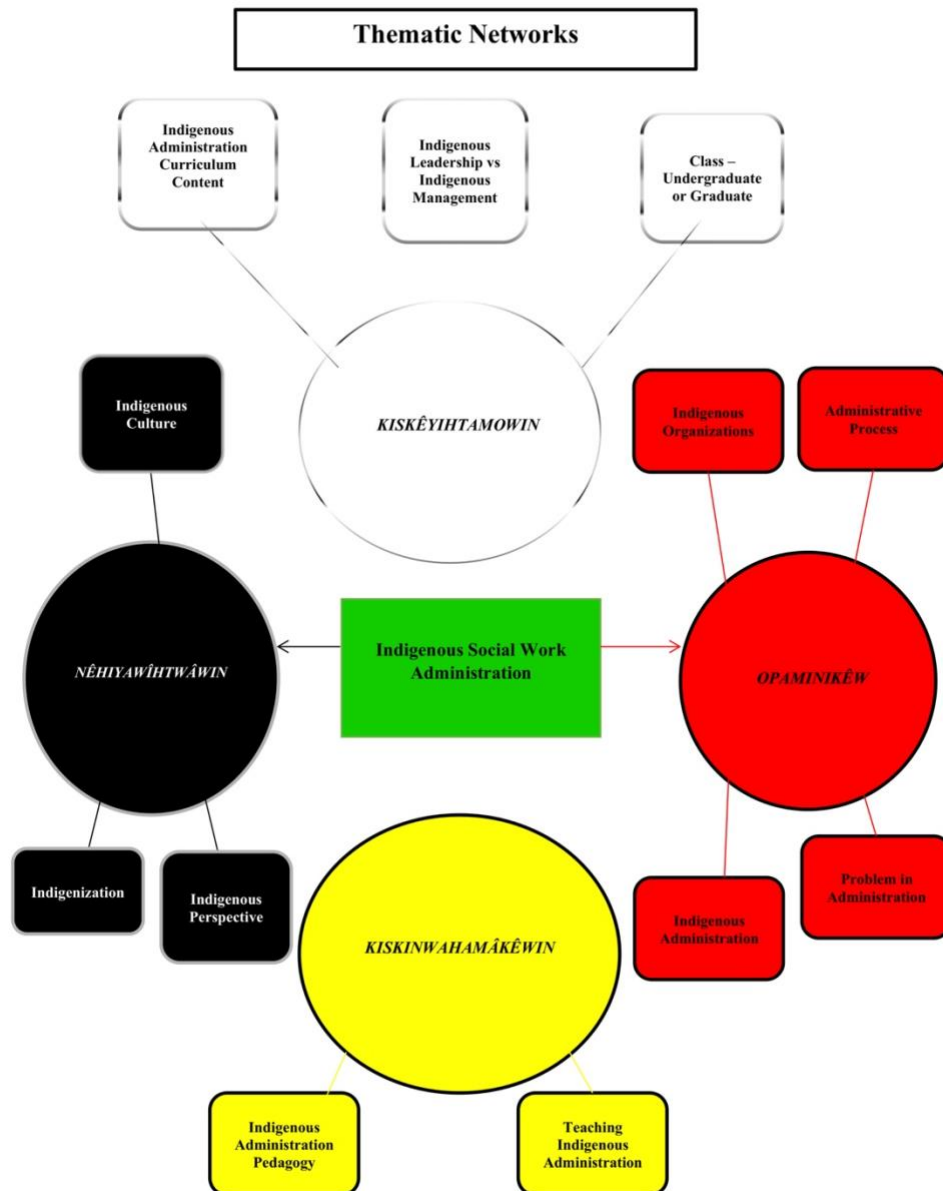 Thematic Networks
Indigenous
Administration
Curriculum
Content
Indigenous
Leadership vs
Indigenous
Management
Class –
Undergraduate
or Graduate
KISKÊYIHTAMOWIN
Indigenous
Culture
Indigenous
Organizations
Administrative
Process
NÊHIYAWÎHTWÂWIN
Indigenous Social Work
Administration
OPAMINIKÊW
Indigenization
Indigenous
Perspective
KISKINWAHAMÂKÊWIN
Indigenous
Administration
Problem in
Administration
Indigenous
Administration
Pedagogy
Teaching
Indigenous
Administration